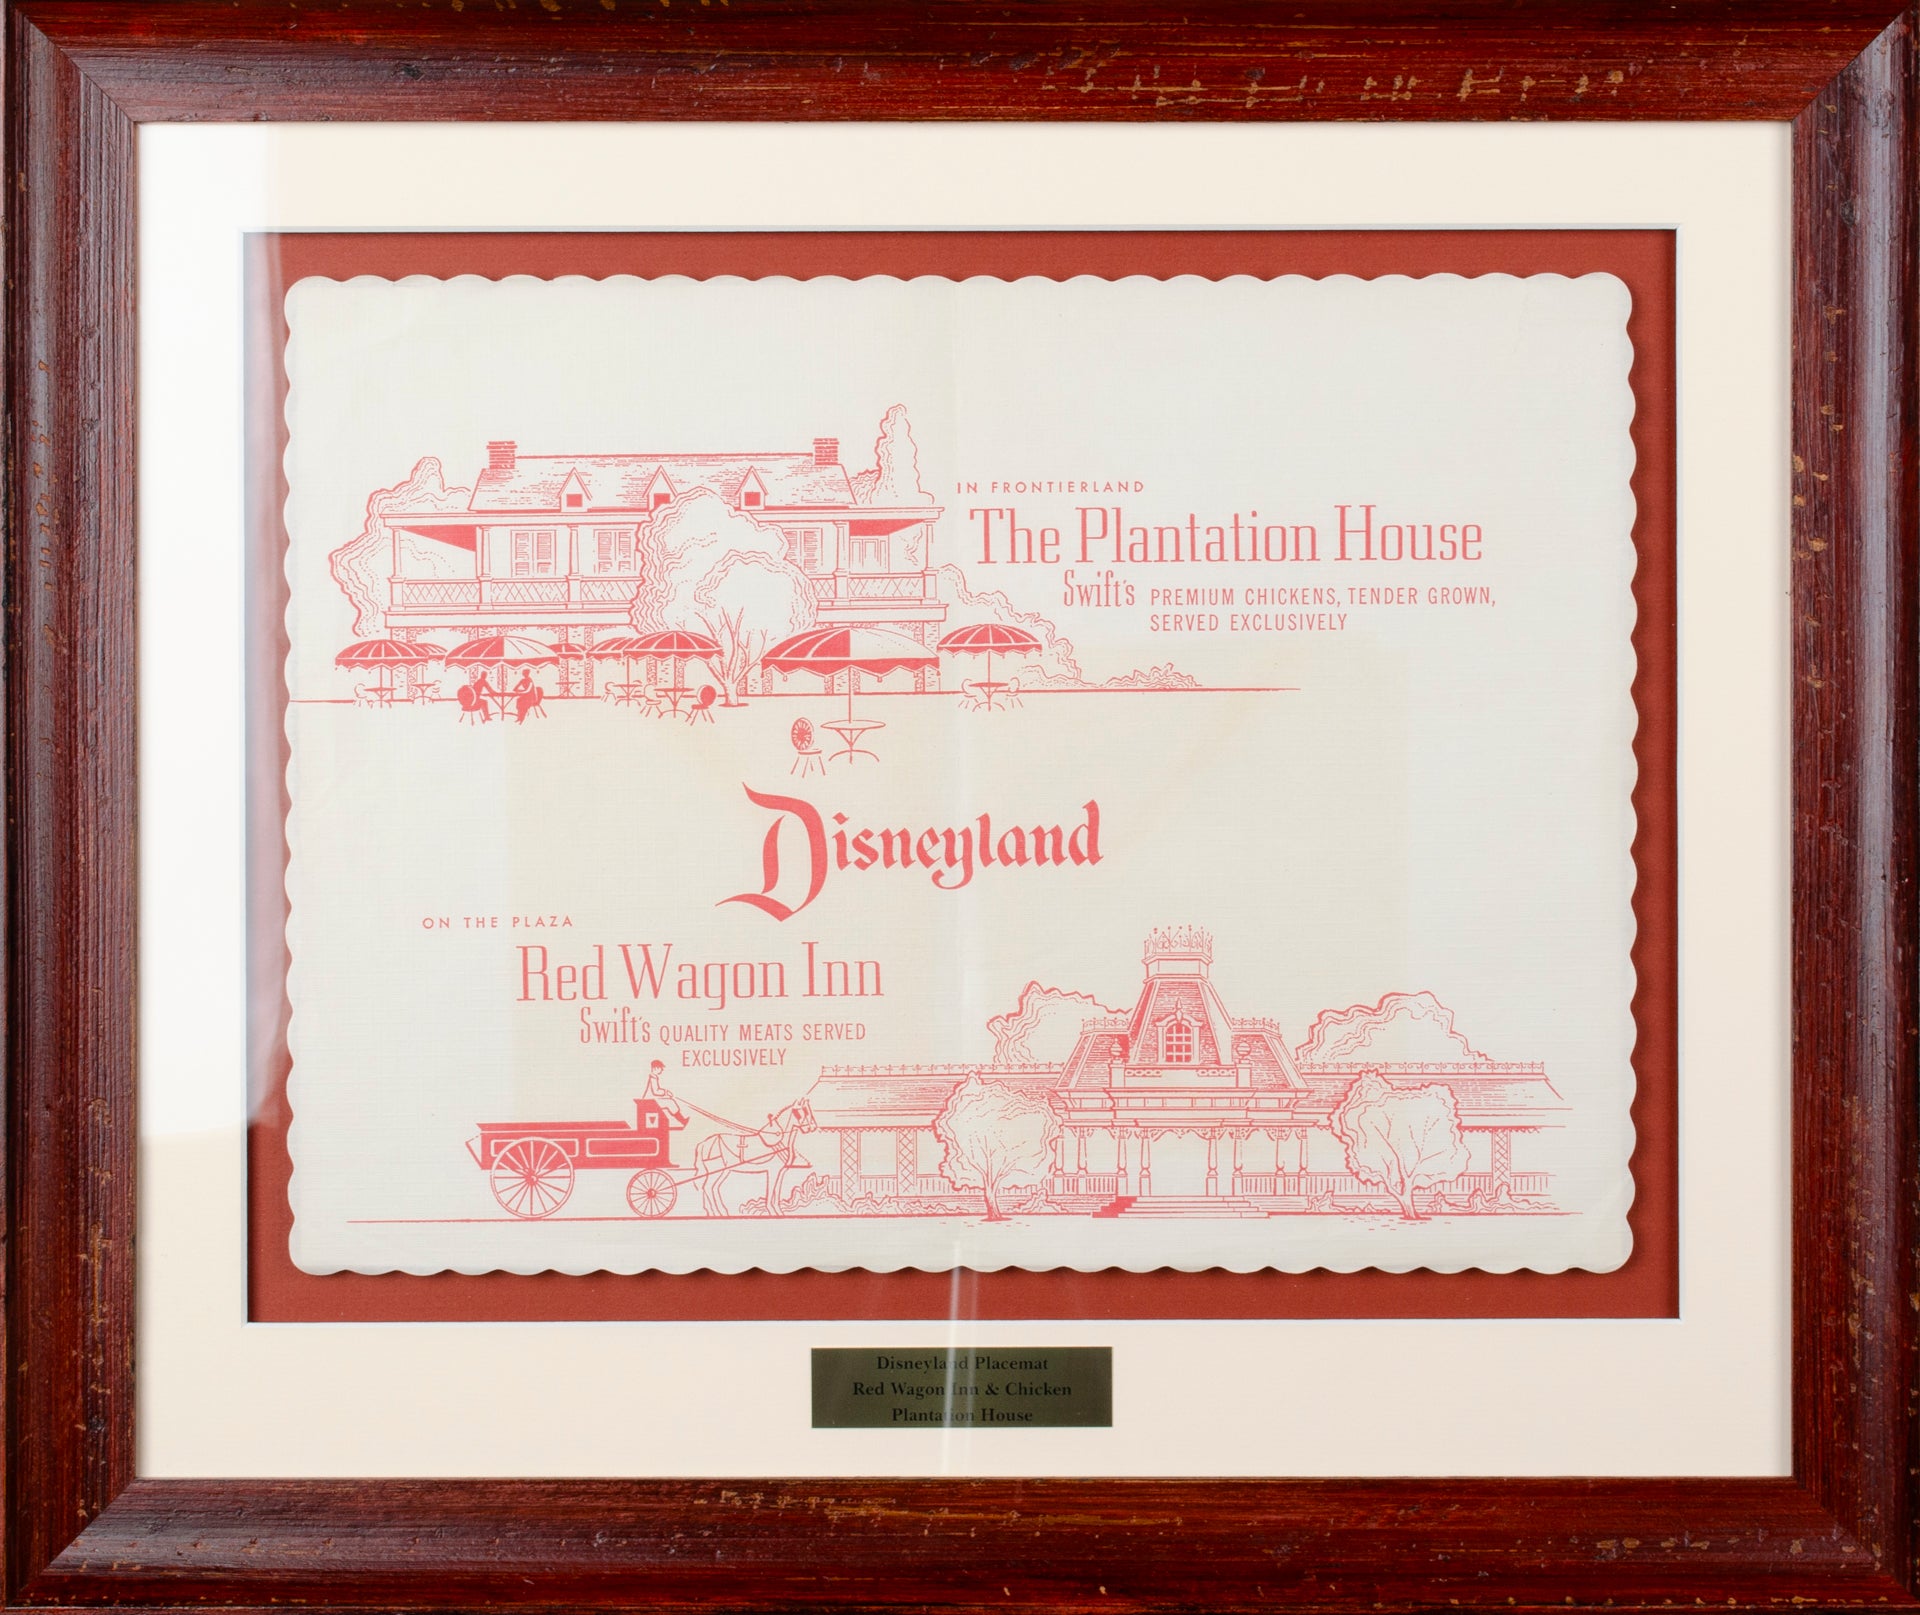 IN FRONTIERLAND
The Plantation House
Swift's PREMIUM CHICKENS, TENDER GROWN,
SERVED EXCLUSIVELY
Disneyland
ON THE PLAZA
Red Wagon Inn
Swift's QUALITY MEATS SERVED
EXCLUSIVELY
Disneyland Placemat
Red Wagon Inn & Chicken
Plantation House